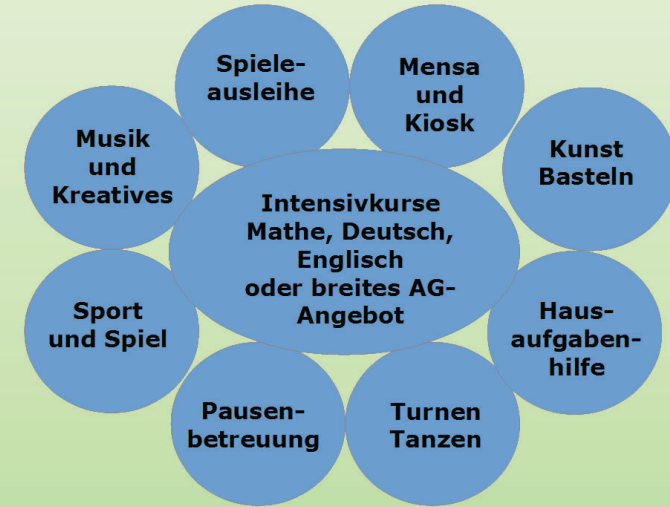 Spiele-
ausleihe
Mensa
und
Kiosk
Musik
und
Kreatives
Kunst
Basteln
Intensivkurse
Mathe, Deutsch,
Englisch
oder breites AG-
Angebot
Sport
und Spiel
Haus-
aufgaben-
hilfe
Pausen-
betreuung
Turnen
Tanzen